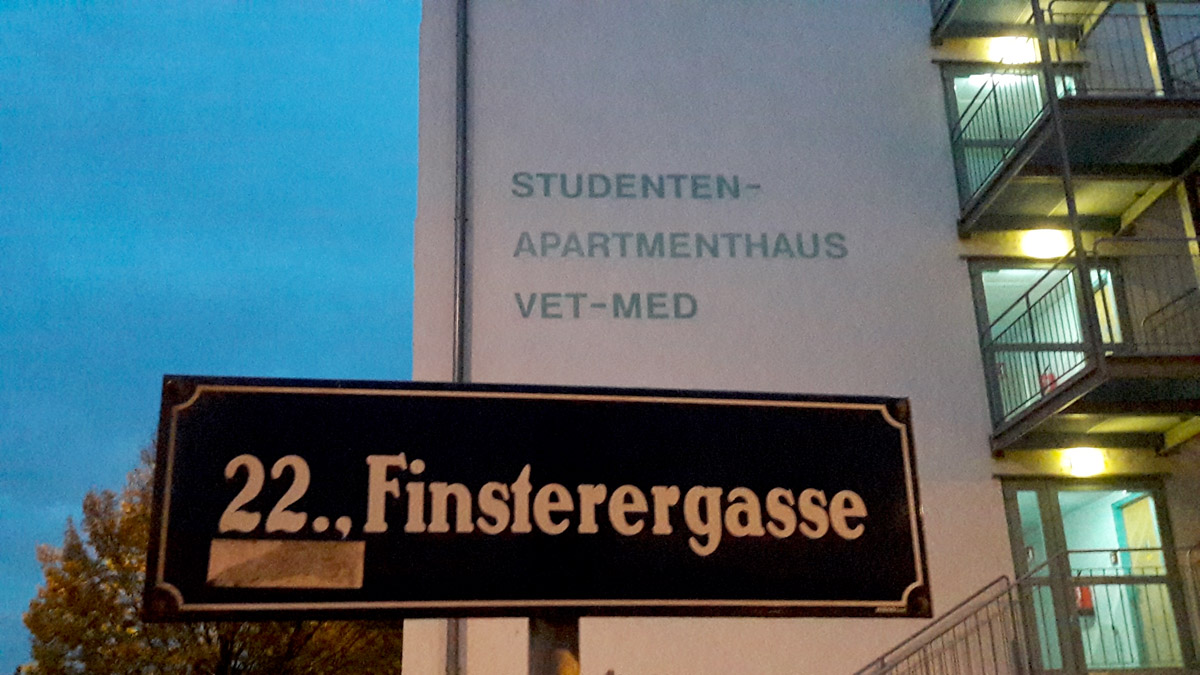 STUDENTEN-
APARTMENTHAUS
VET-MED
22., Finsterergasse